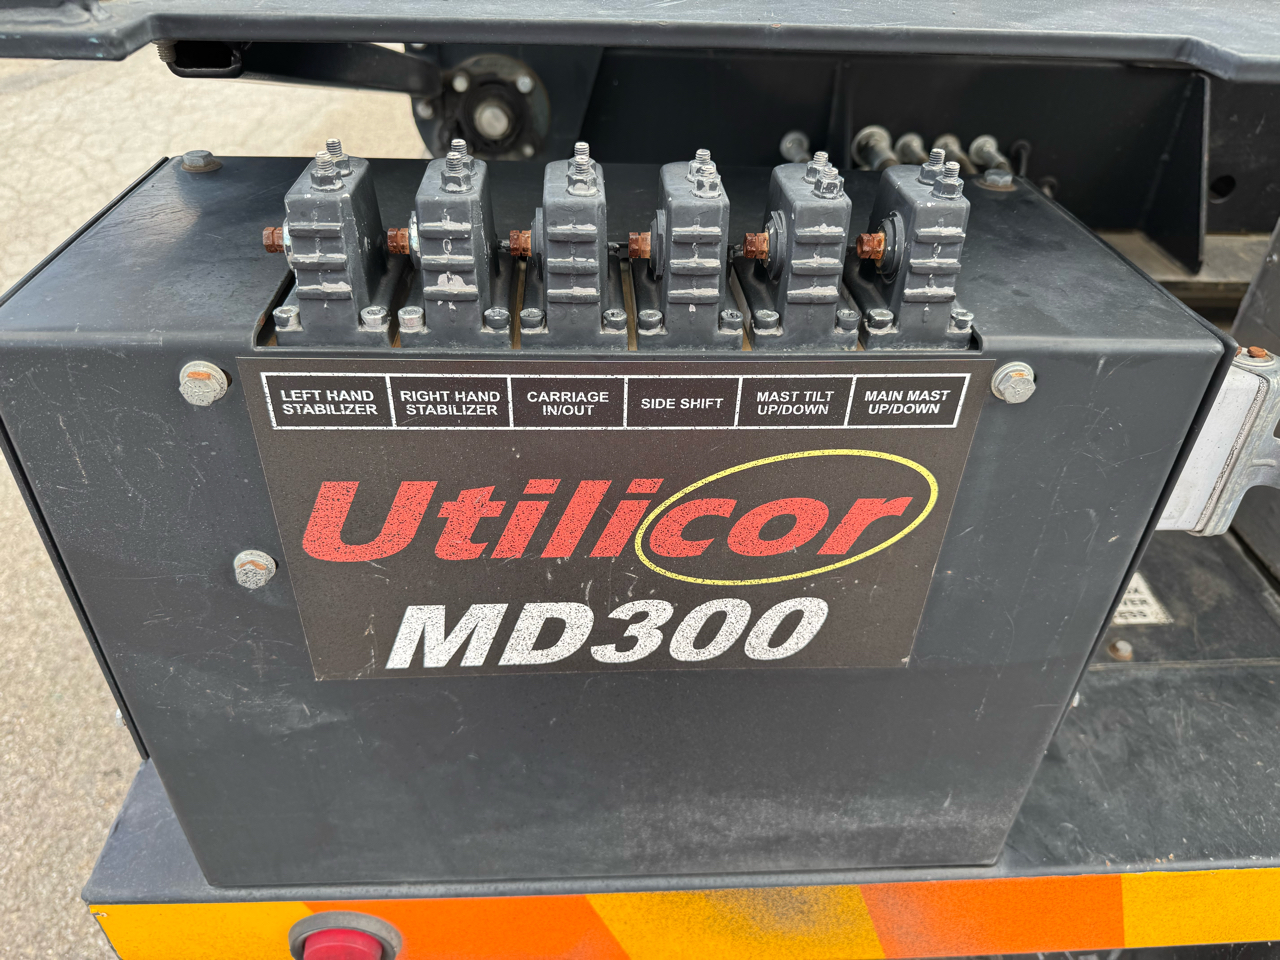 LEFT HAND
STABILIZER
RIGHT HAND
STABILIZER
CARRIAGE
IN/OUT
SIDE SHIFT
MAST TILT
UP/DOWN
MAIN MAST
UP/DOWN
Utilicor
MD300